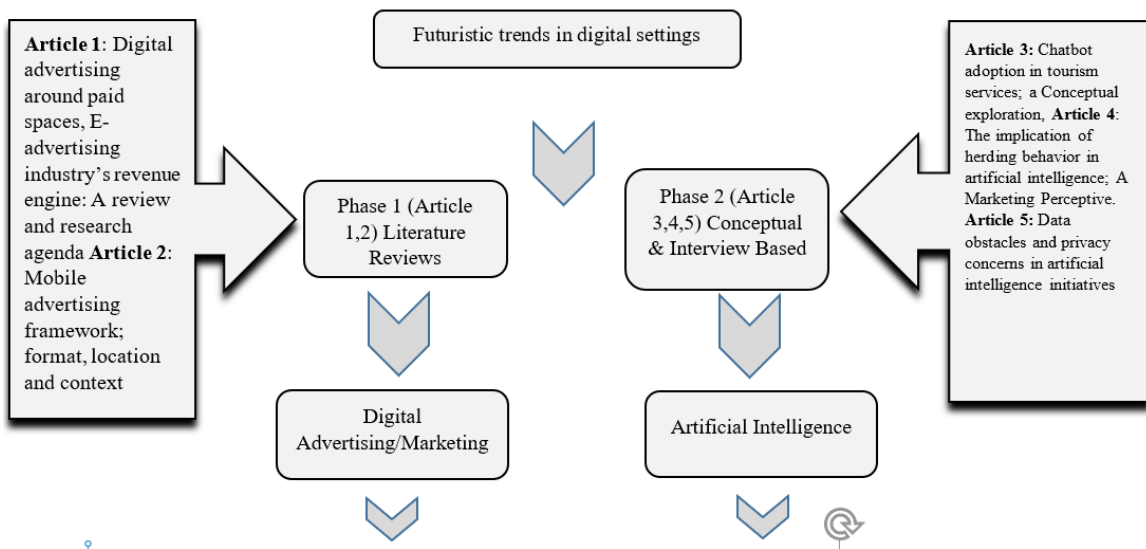 Futuristic trends in digital settings
Article 1: Digital
advertising
around paid
spaces, E-
advertising
industry’s revenue
engine: A review
and research
agenda Article 2:
Mobile
advertising
framework;
format, location
and context
Phase 1 (Article
1,2) Literature
Reviews
Phase 2 (Article
3,4,5) Conceptual
& Interview Based
Article 3: Chatbot
adoption in tourism
services; a Conceptual
exploration, Article 4:
The implication of
herding behavior in
artificial intelligence; A
Marketing Perceptive.
Article 5: Data
obstacles and privacy
concerns in artificial
intelligence initiatives
Digital
Advertising/Marketing
Artificial Intelligence